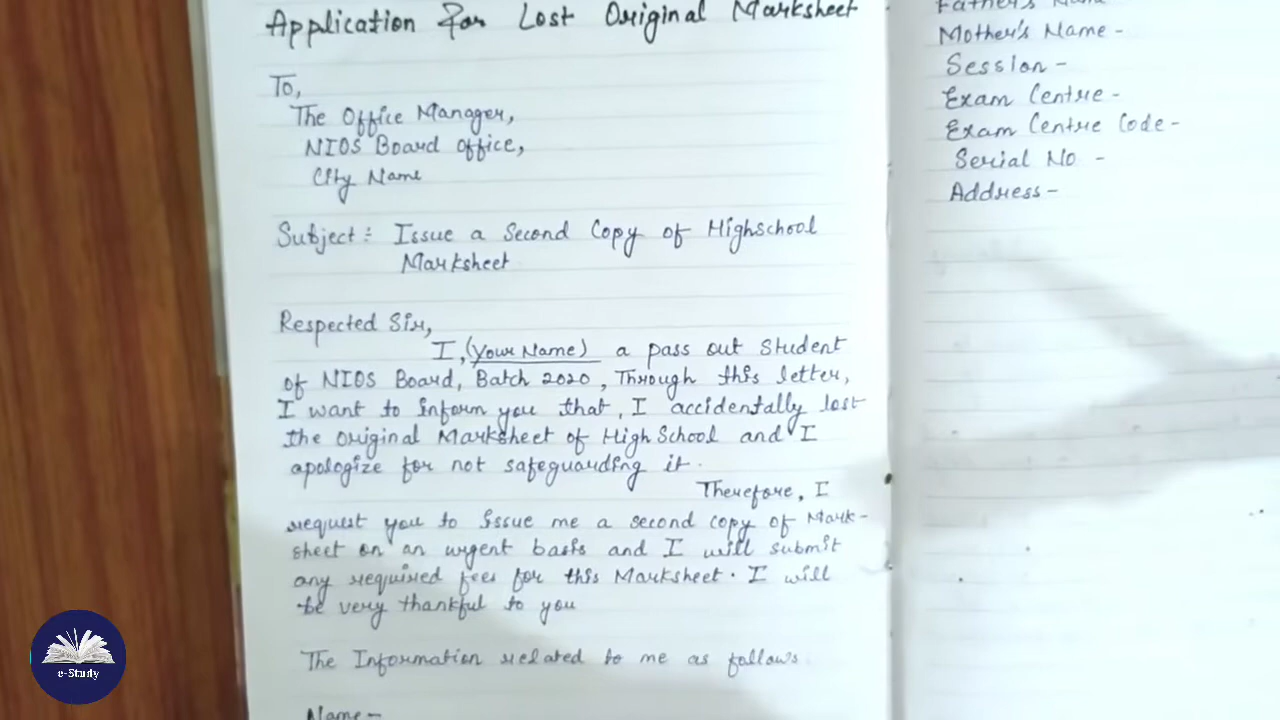 Application For Lost Original Marksheet
To,
The Office Manager,
NIOS Board office,
City Name
Subject: Issue a Second Copy of Highschool
Marksheet
Respected Sir,
I, (Your Name) a pass out Student
of NIOS Board, Batch 2020, Through this letter,
I want to inform you that, I accidentally lost
the original Marksheet of High School and I
apologize for not safeguarding it.
Therefore, I
request you to issue me a second copy of Mark-
sheet on an urgent basis and I will submit
any required fees for this Marksheet. I will
be very thankful to you
The Information related to me as follows
Name-
Father's Name
Mother's Name -
Session -
Exam Centre -
Exam Centre Code -
Serial No -
Address -
e-Study